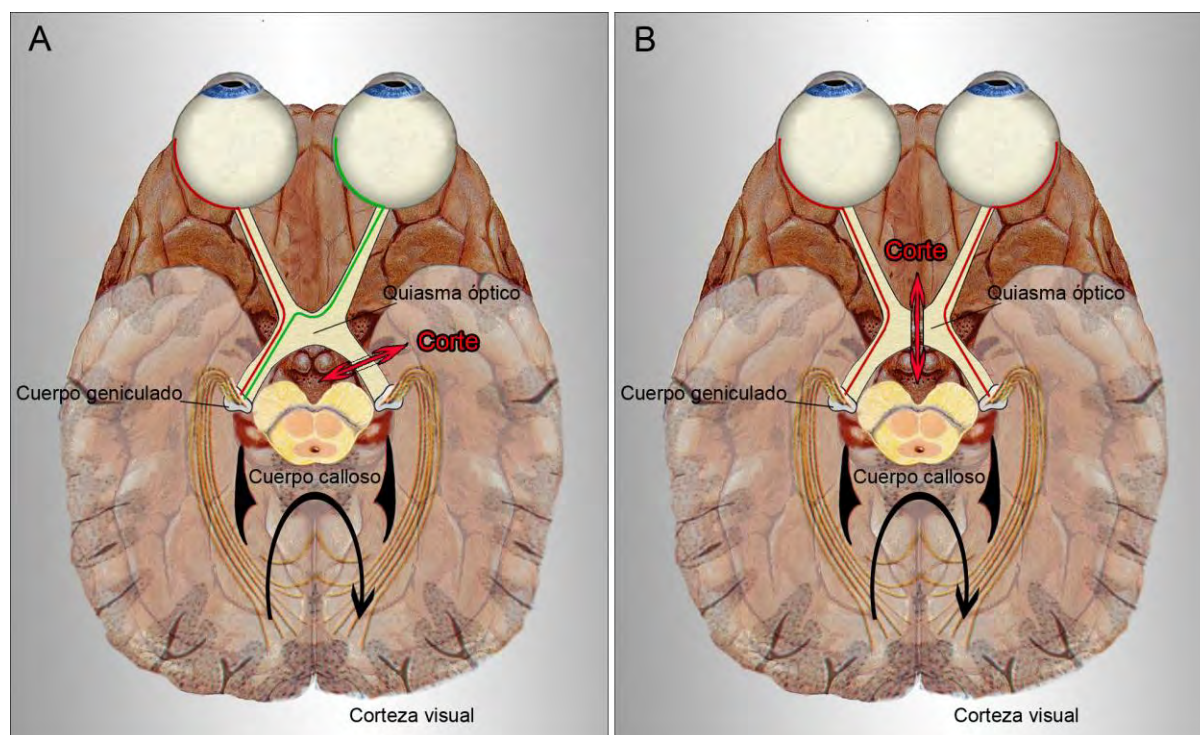 A
Corte
Quiasma óptico
Cuerpo geniculado
Cuerpo calloso
Corteza visual
B
Corte
Quiasma óptico
Cuerpo geniculado
Cuerpo calloso
Corteza visual